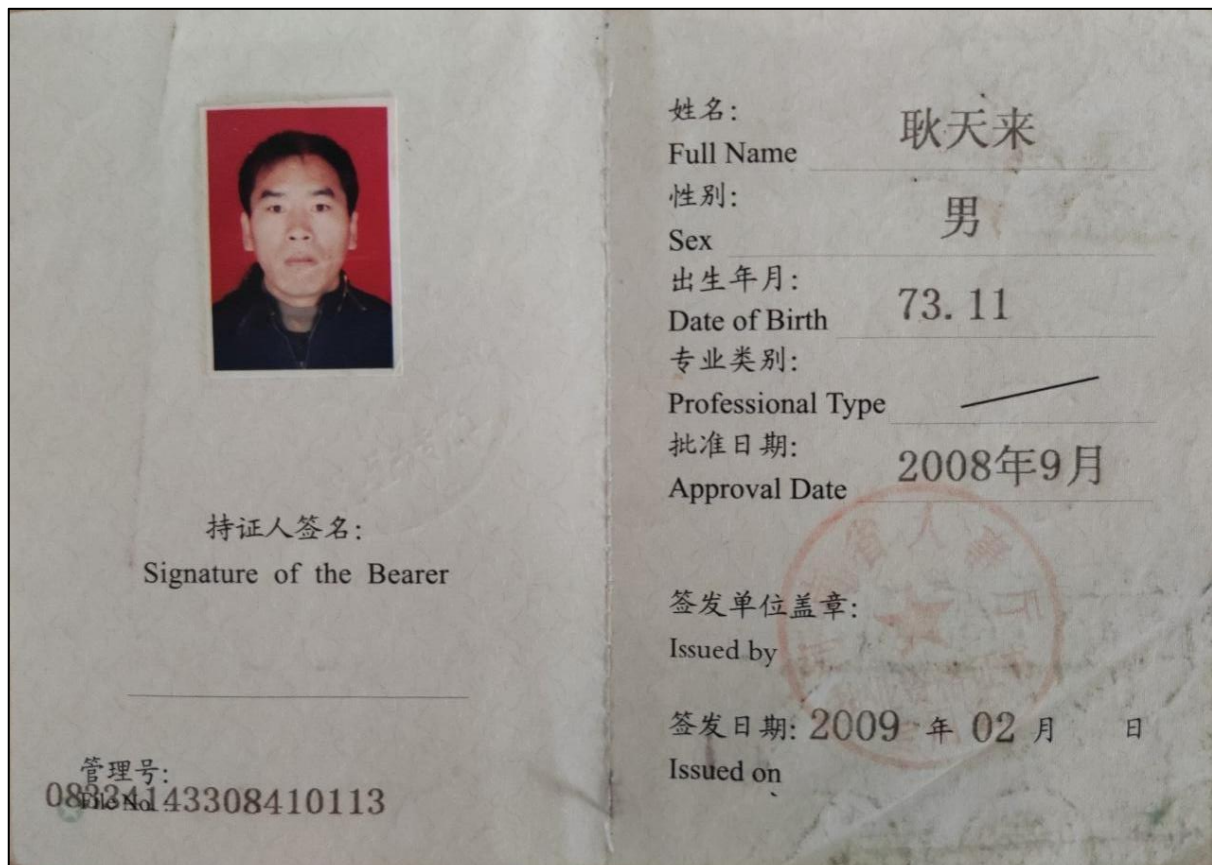 持证人签名:
Signature of the Bearer
管理号:
File No.
姓名:
耿天来
Full Name
性别:
男
Sex
出生年月:
73.11
Date of Birth
专业类别:
Professional Type
批准日期:
2008年9月
Approval Date
签发单位盖章:
Issued by
签发日期: 2009 年 02 月 日
Issued on